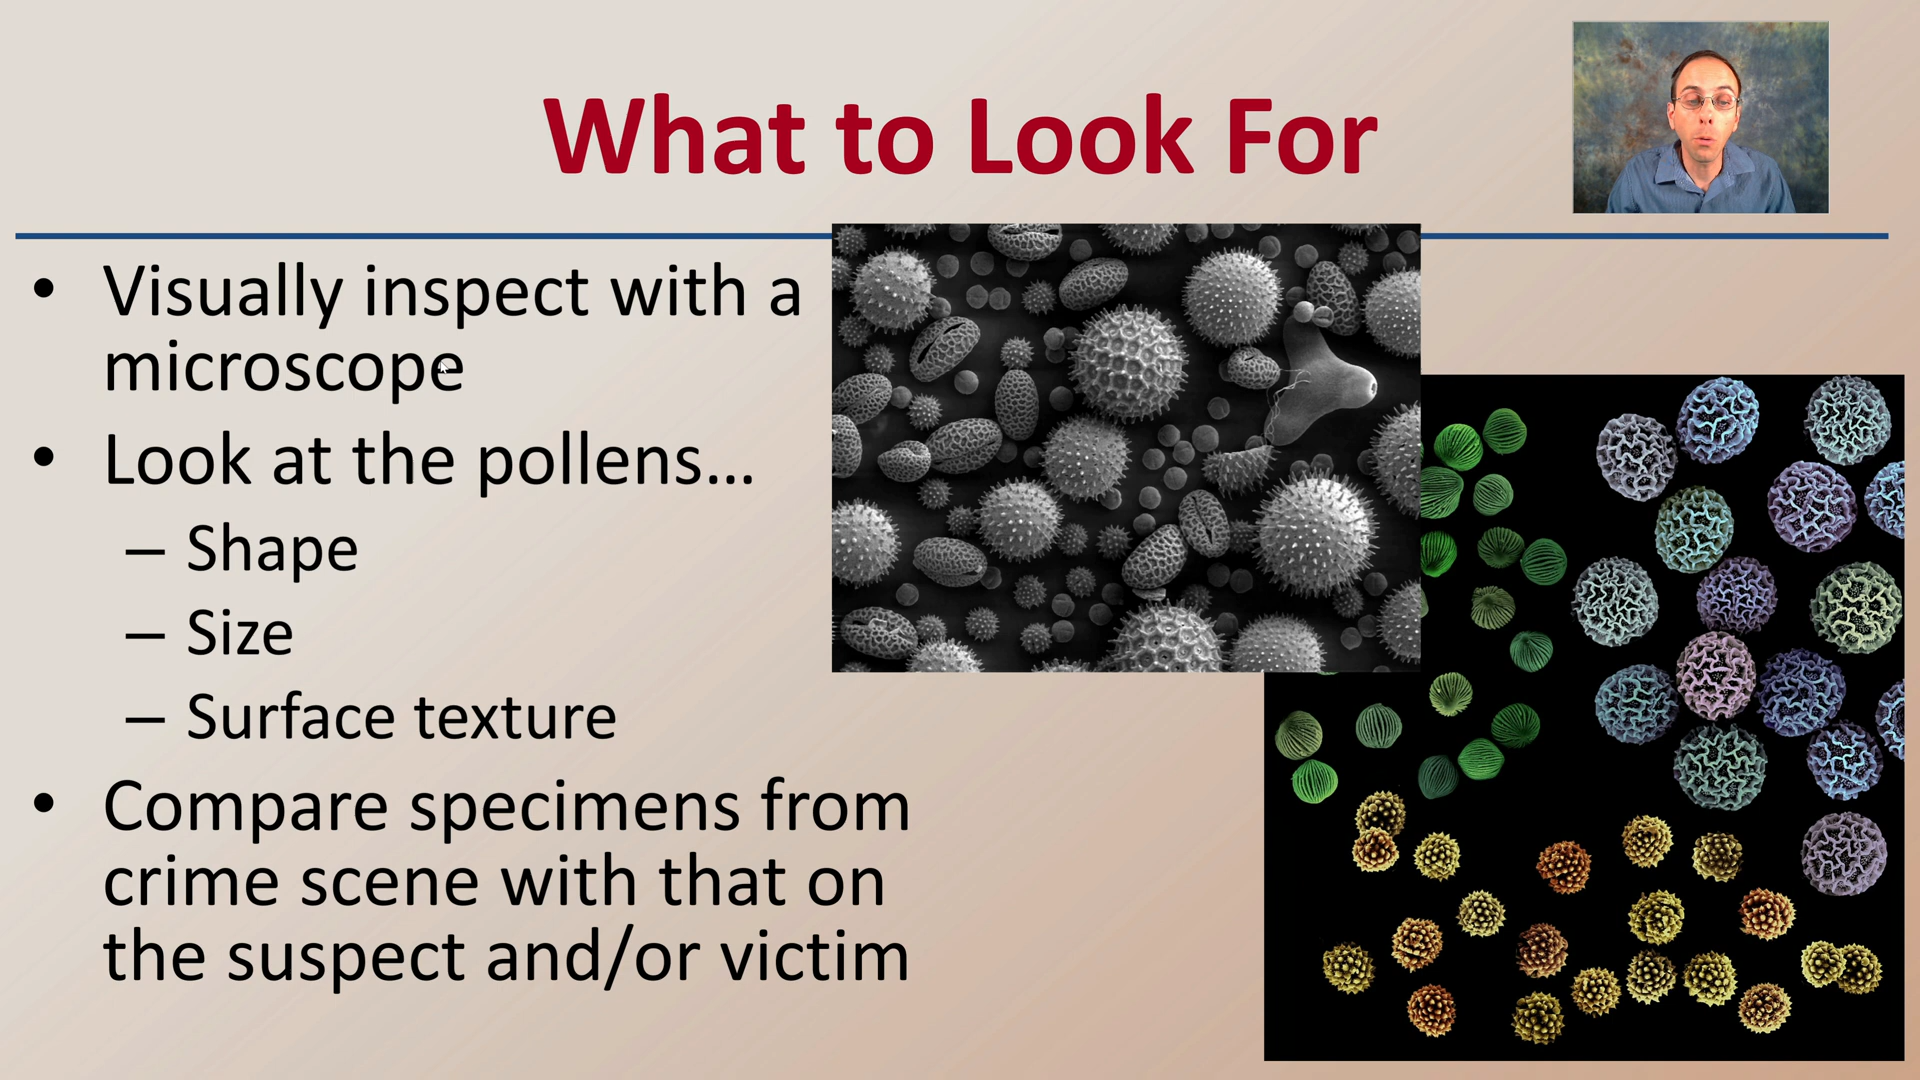 What to Look For
• Visually inspect with a
microscope
• Look at the pollens...
– Shape
– Size
– Surface texture
• Compare specimens from
crime scene with that on
the suspect and/or victim